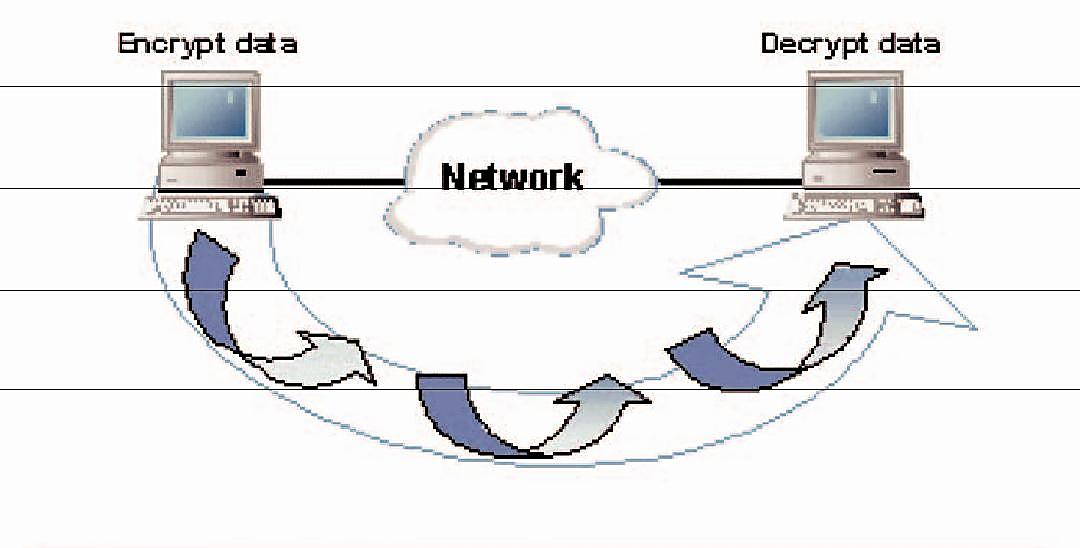 Encrypt data
Decrypt data
Network